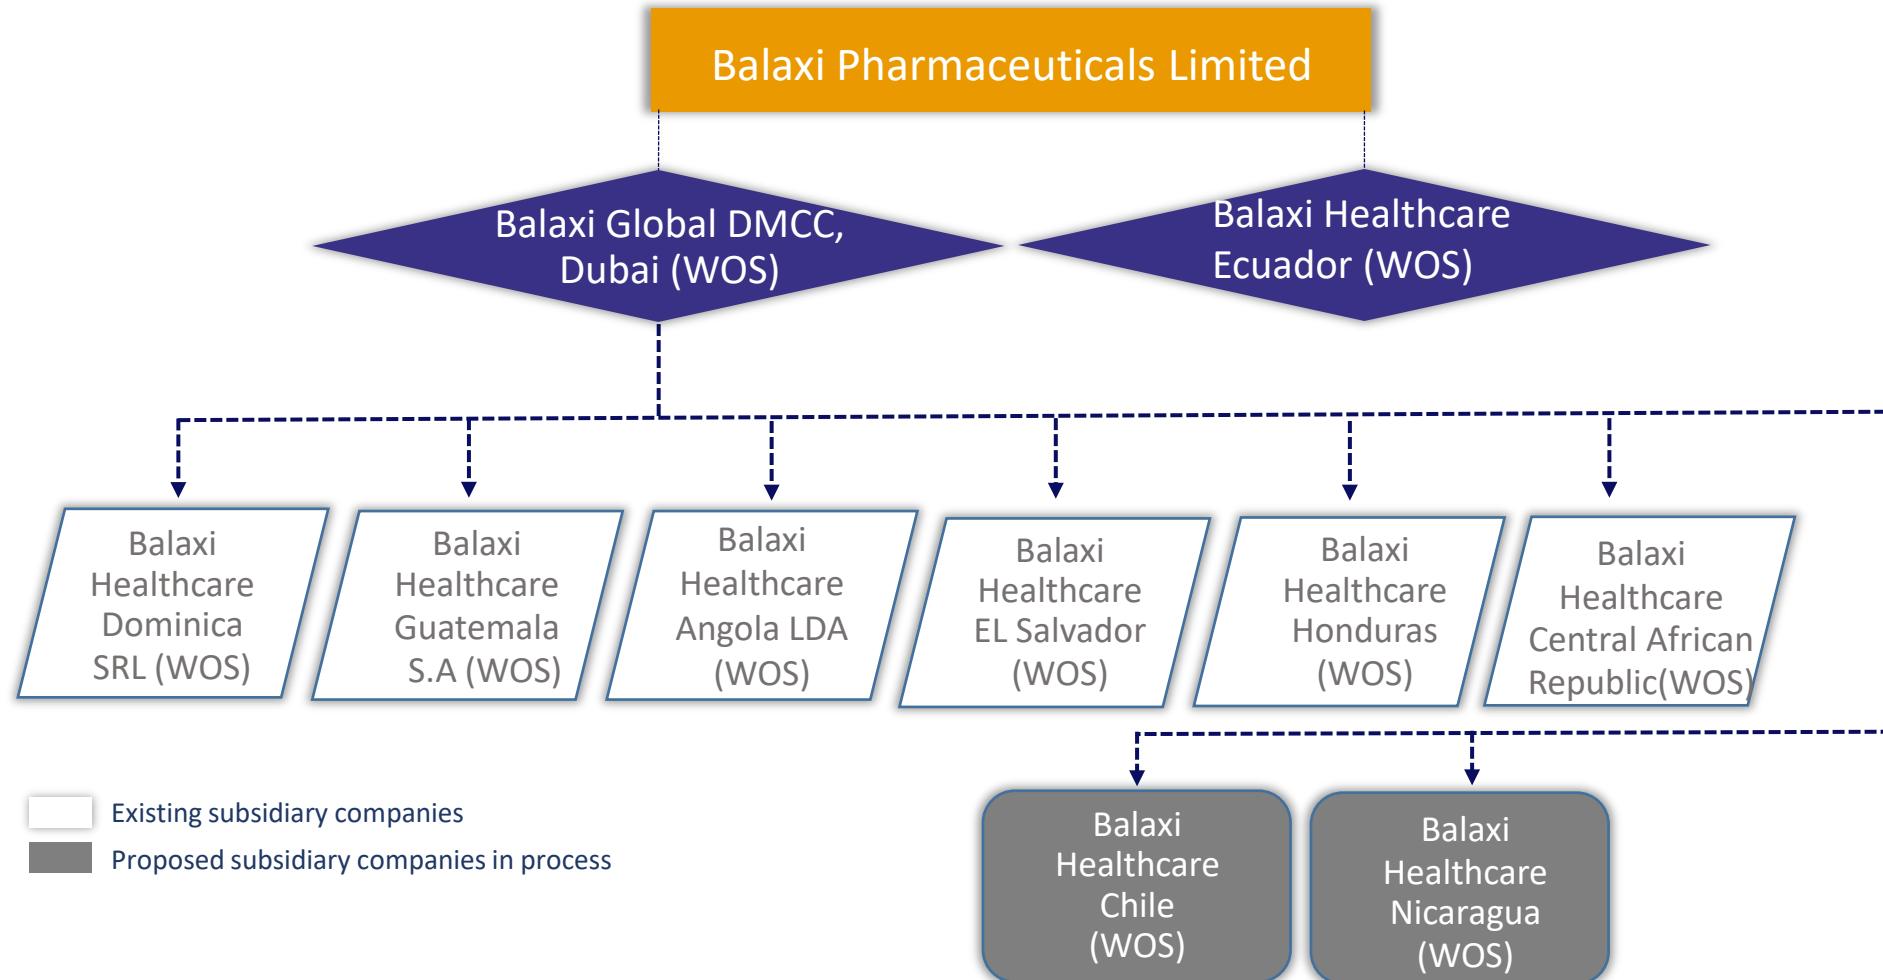 Balaxi Pharmaceuticals Limited
Balaxi Global DMCC,
Dubai (WOS)
Balaxi Healthcare
Ecuador (WOS)
Balaxi
Healthcare
Dominica
SRL (WOS)
Balaxi
Healthcare
Guatemala
S.A (WOS)
Balaxi
Healthcare
Angola LDA
(WOS)
Balaxi
Healthcare
EL Salvador
(WOS)
Balaxi
Healthcare
Honduras
(WOS)
Balaxi
Healthcare
Central African
Republic(WOS)
Existing subsidiary companies
Proposed subsidiary companies in process
Balaxi
Healthcare
Chile
(WOS)
Balaxi
Healthcare
Nicaragua
(WOS)